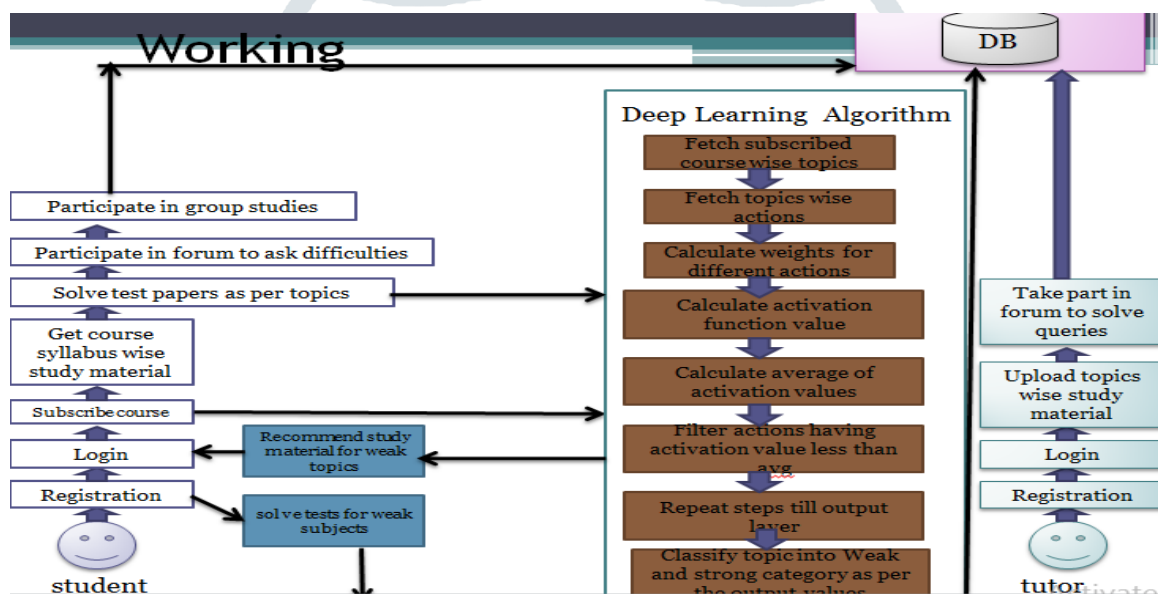 Working
DB
Deep Learning Algorithm
Fetch subscribed
course wise topics
Fetch topics wise
actions
Calculate weights for
different actions
Calculate activation
function value
Calculate average of
activation values
Filter actions having
activation value less than
avg
Repeat steps till output
layer
Classify topic into Weak
and strong category as per
the output values
Participate in group studies
Participate in forum to ask difficulties
Solve test papers as per topics
Get course
syllabus wise
study material
Subscribe course
Login
Registration
student
Recommend study
material for weak
topics
solve tests for weak
subjects
Take part in
forum to solve
queries
Upload topics
wise study
material
Login
Registration
tutor